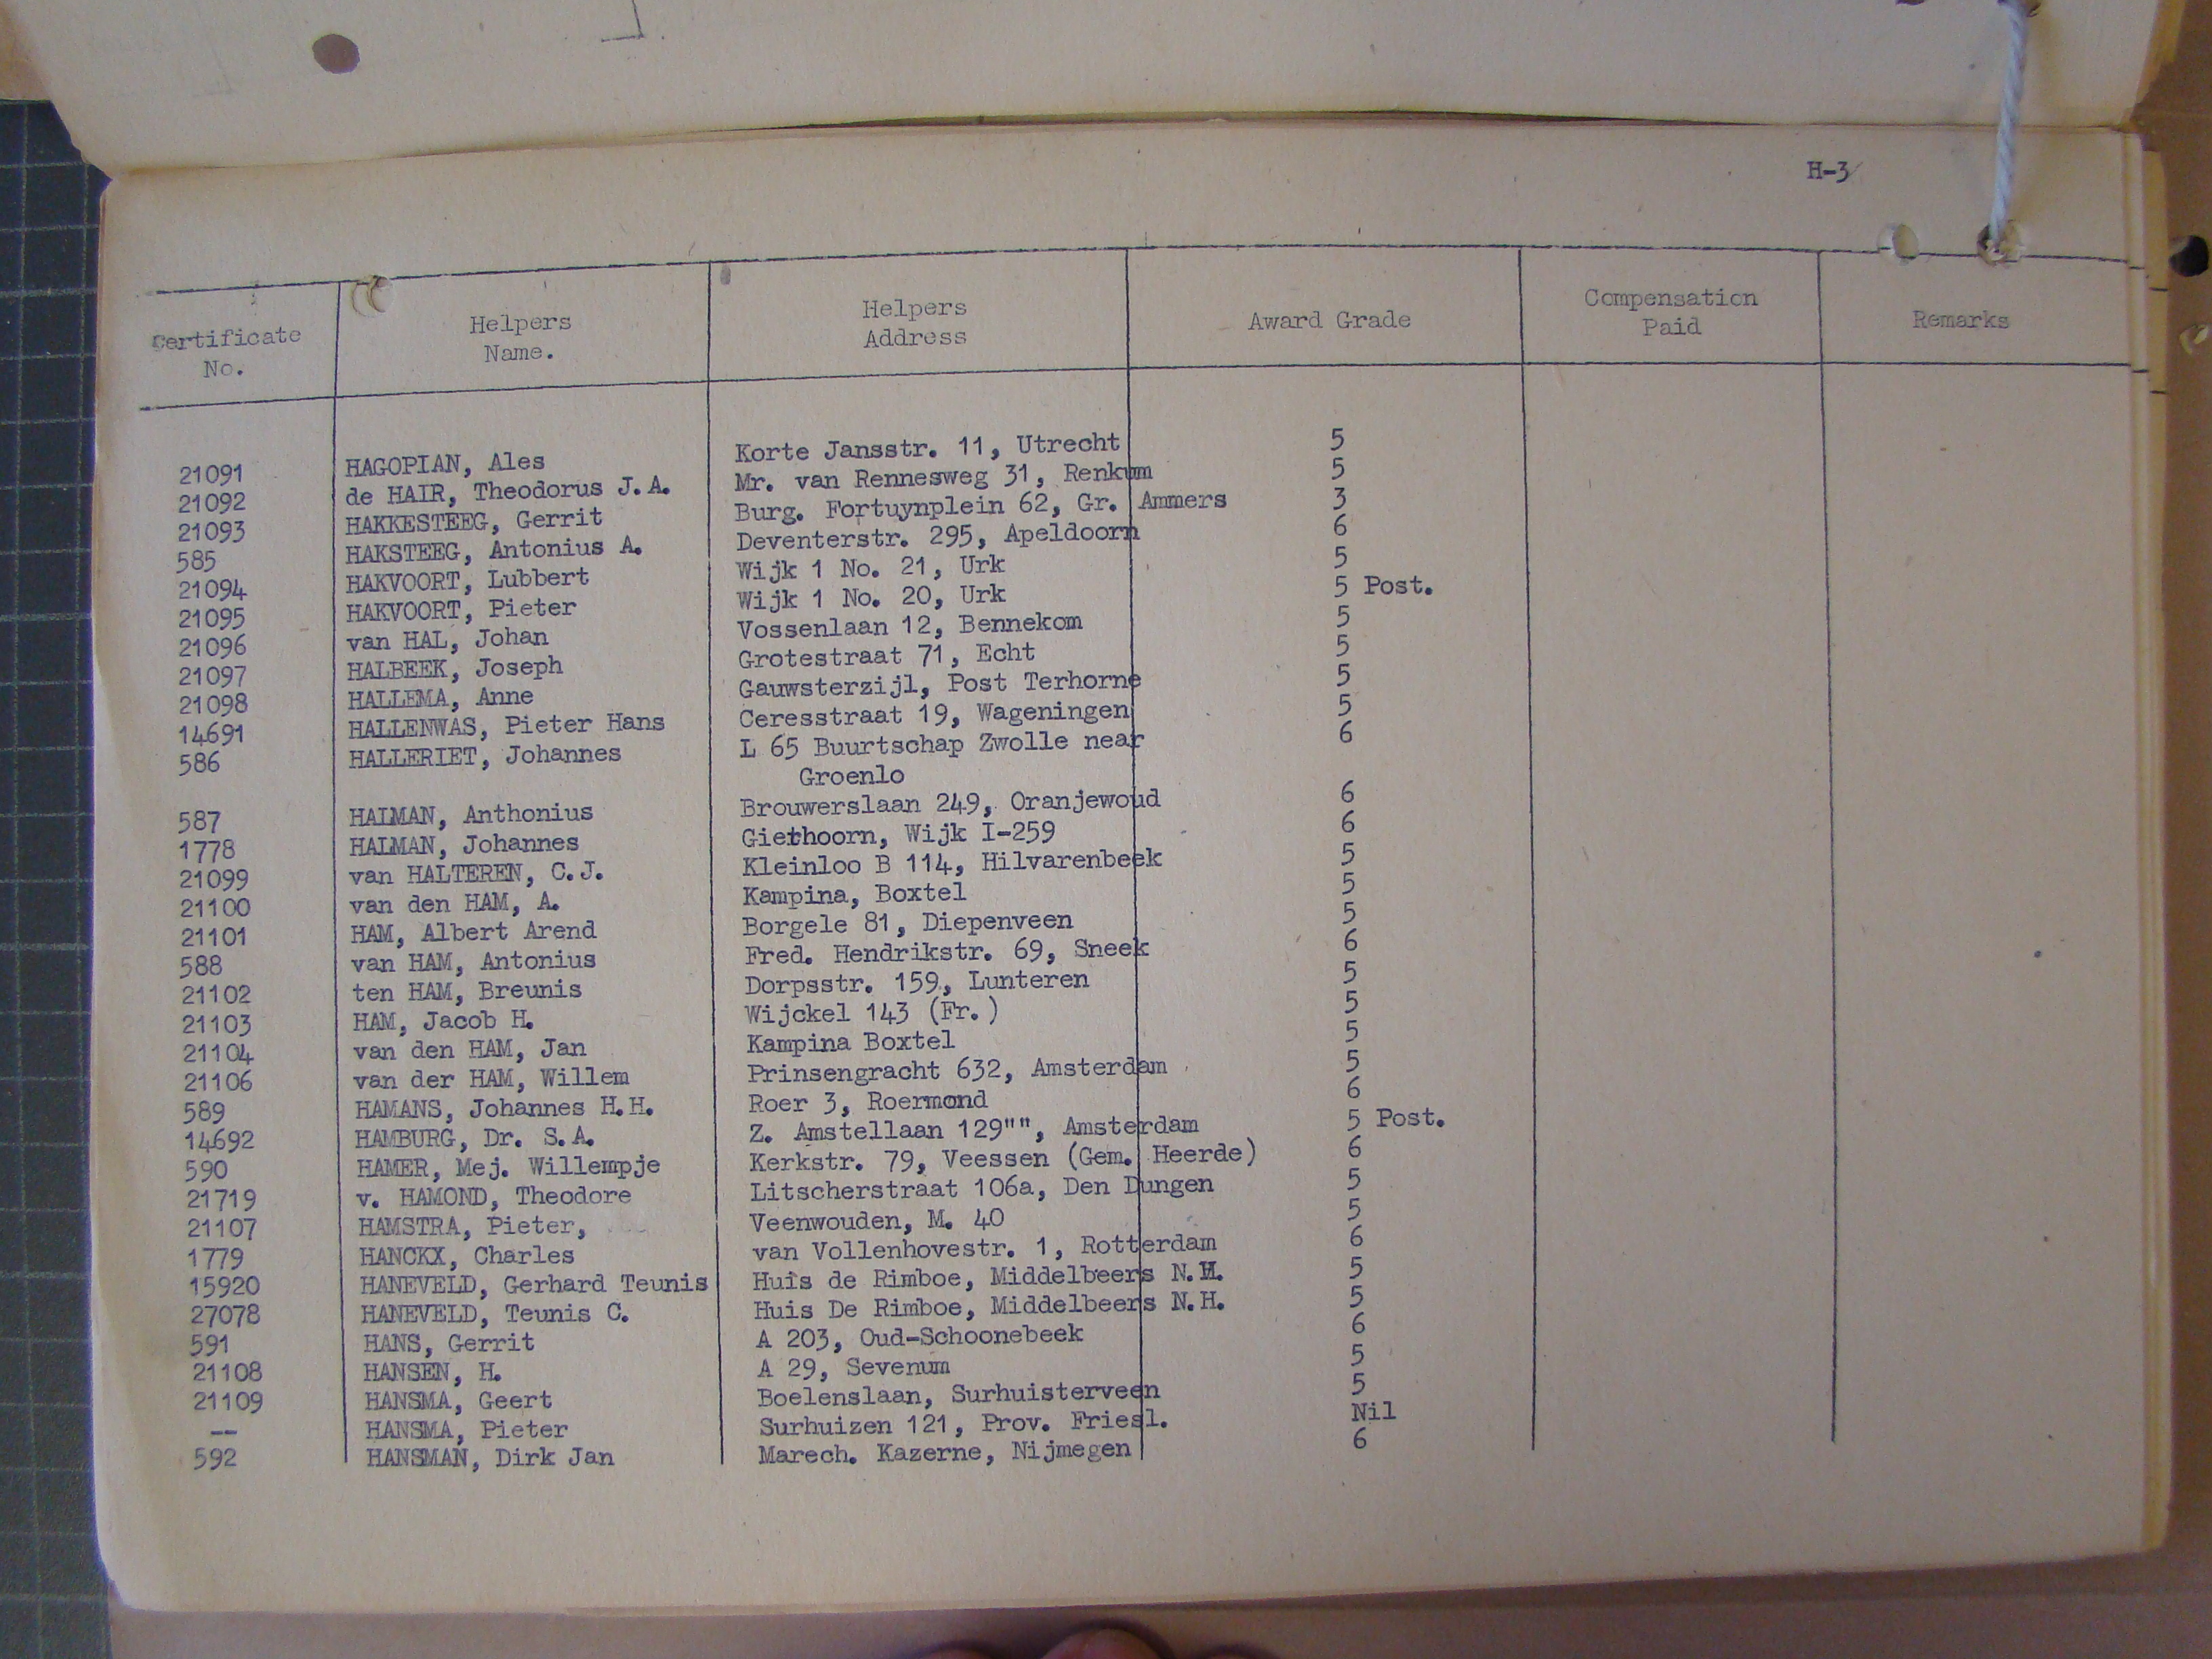 H-3
Certificate No. Helpers Name. Helpers Address Award Grade Compensation Paid Remarks
21091 HAGOPIAN, Ales Korte Jansstr. 11, Utrecht 5
21092 de HAIR, Theodorus J.A. Mr. van Rennesweg 31, Renkum 5
21093 HAKKESTEEG, Gerrit Burg. Fortuynplein 62, Gr. Ammers 3
585 HAKSTEEG, Antonius A. Deventerstr. 295, Apeldoorn 6
21094 HAKVOORT, Lubbert Wijk 1 No. 21, Urk 5
21095 HAKVOORT, Pieter Wijk 1 No. 20, Urk 5 Post.
21096 van HAL, Johan Vossenlaan 12, Bennekom 5
21097 HALBEEK, Joseph Grotestraat 71, Echt 5
21098 HALLEMA, Anne Gauwsterzijl, Post Terhorne 5
14691 HALLENWAS, Pieter Hans Ceresstraat 19, Wageningen 5
586 HALLERIET, Johannes L 65 Buurtschap Zwolle near 6
Groenlo
587 HALMAN, Anthonius Brouwerslaan 249, Oranjewoud 6
1778 HALMAN, Johannes Giethoorn, Wijk I-259 6
21099 van HALTEREN, C.J. Kleinloo B 114, Hilvarenbeek 5
21100 van den HAM, A. Kampina, Boxtel 5
21101 HAM, Albert Arend Borgele 81, Diepenveen 5
588 van HAM, Antonius Fred. Hendrikstr. 69, Sneek 6
21102 ten HAM, Breunis Dorpsstr. 159, Lunteren 5
21103 HAM, Jacob H. Wijckel 143 (Fr.) 5
21104 van den HAM, Jan Kampina Boxtel 5
21106 van der HAM, Willem Prinsengracht 632, Amsterdam 5
589 HAMANS, Johannes H.H. Roer 3, Roermond 6
14692 HAMBURG, Dr. S.A. Z. Amstellaan 129"", Amsterdam 5 Post.
590 HAMER, Mej. Willempje Kerkstr. 79, Veessen (Gem. Heerde) 6
21719 v. HAMOND, Theodore Litscherstraat 106a, Den Dungen 5
21107 HAMSTRA, Pieter, Veenwouden, M. 40 5
1779 HANCKX, Charles van Vollenhovestr. 1, Rotterdam 6
15920 HANEVELD, Gerhard Teunis Huis de Rimboe, Middelbeers N.H. 5
27078 HANEVELD, Teunis C. Huis De Rimboe, Middelbeers N.H. 5
591 HANS, Gerrit A 203, Oud-Schoonebeek 6
21108 HANSEN, H. A 29, Sevenum 5
21109 HANSMA, Geert Boelenslaan, Surhuisterveen 5
-- HANSMA, Pieter Surhuizen 121, Prov. Friesl. Nil
592 HANSMAN, Dirk Jan Marech. Kazerne, Nijmegen 6